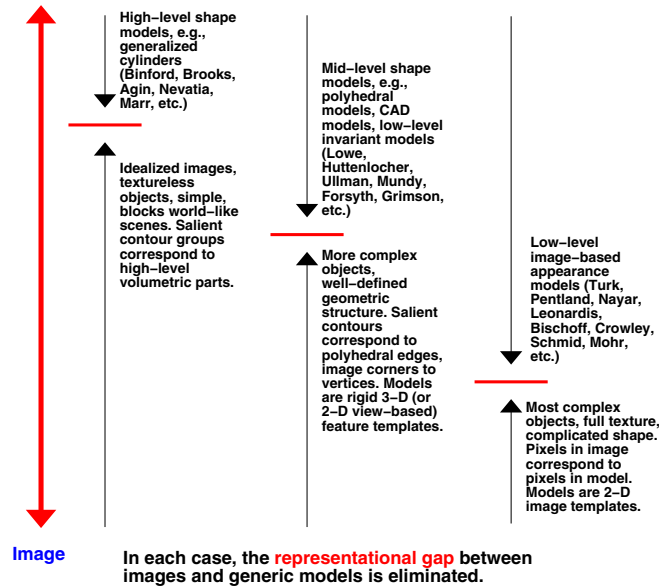 High–level shape
models, e.g.,
generalized
cylinders
(Binford, Brooks,
Agin, Nevatia,
Marr, etc.)
Idealized images,
textureless
objects, simple,
blocks world–like
scenes. Salient
contour groups
correspond to
high–level
volumetric parts.
Mid–level shape
models, e.g.,
polyhedral
models, CAD
models, low–level
invariant models
(Lowe,
Huttenlocher,
Ullman, Mundy,
Forsyth, Grimson,
etc.)
More complex
objects,
well–defined
geometric
structure. Salient
contours
correspond to
polyhedral edges,
image corners to
vertices. Models
are rigid 3–D (or
2–D view–based)
feature templates.
Low–level
image–based
appearance
models (Turk,
Pentland, Nayar,
Leonardis,
Bischoff, Crowley,
Schmid, Mohr,
etc.)
Most complex
objects, full texture,
complicated shape.
Pixels in image
correspond to
pixels in model.
Models are 2–D
image templates.
Image
In each case, the representational gap between
images and generic models is eliminated.